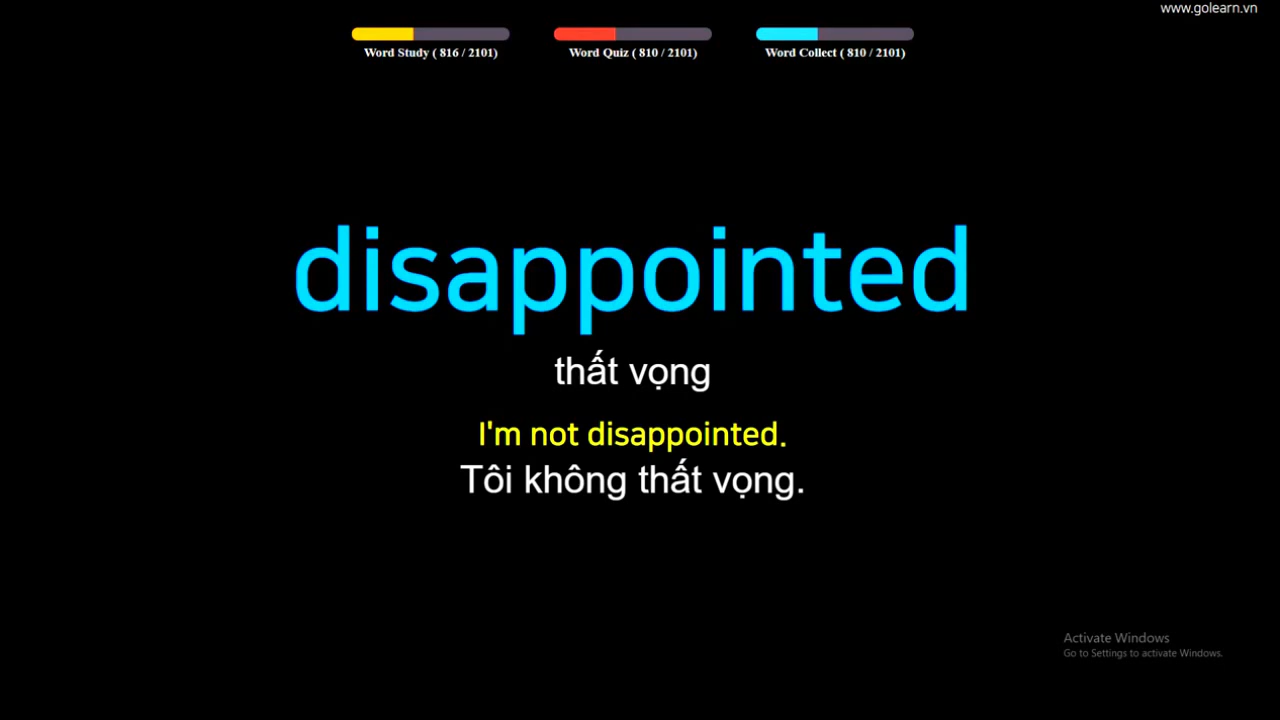 www.golearn.vn
Word Study ( 816 / 2101)
Word Quiz ( 810 / 2101)
Word Collect ( 810 / 2101)
disappointed
thất vọng
I'm not disappointed.
Tôi không thất vọng.
Activate Windows
Go to Settings to activate Windows.